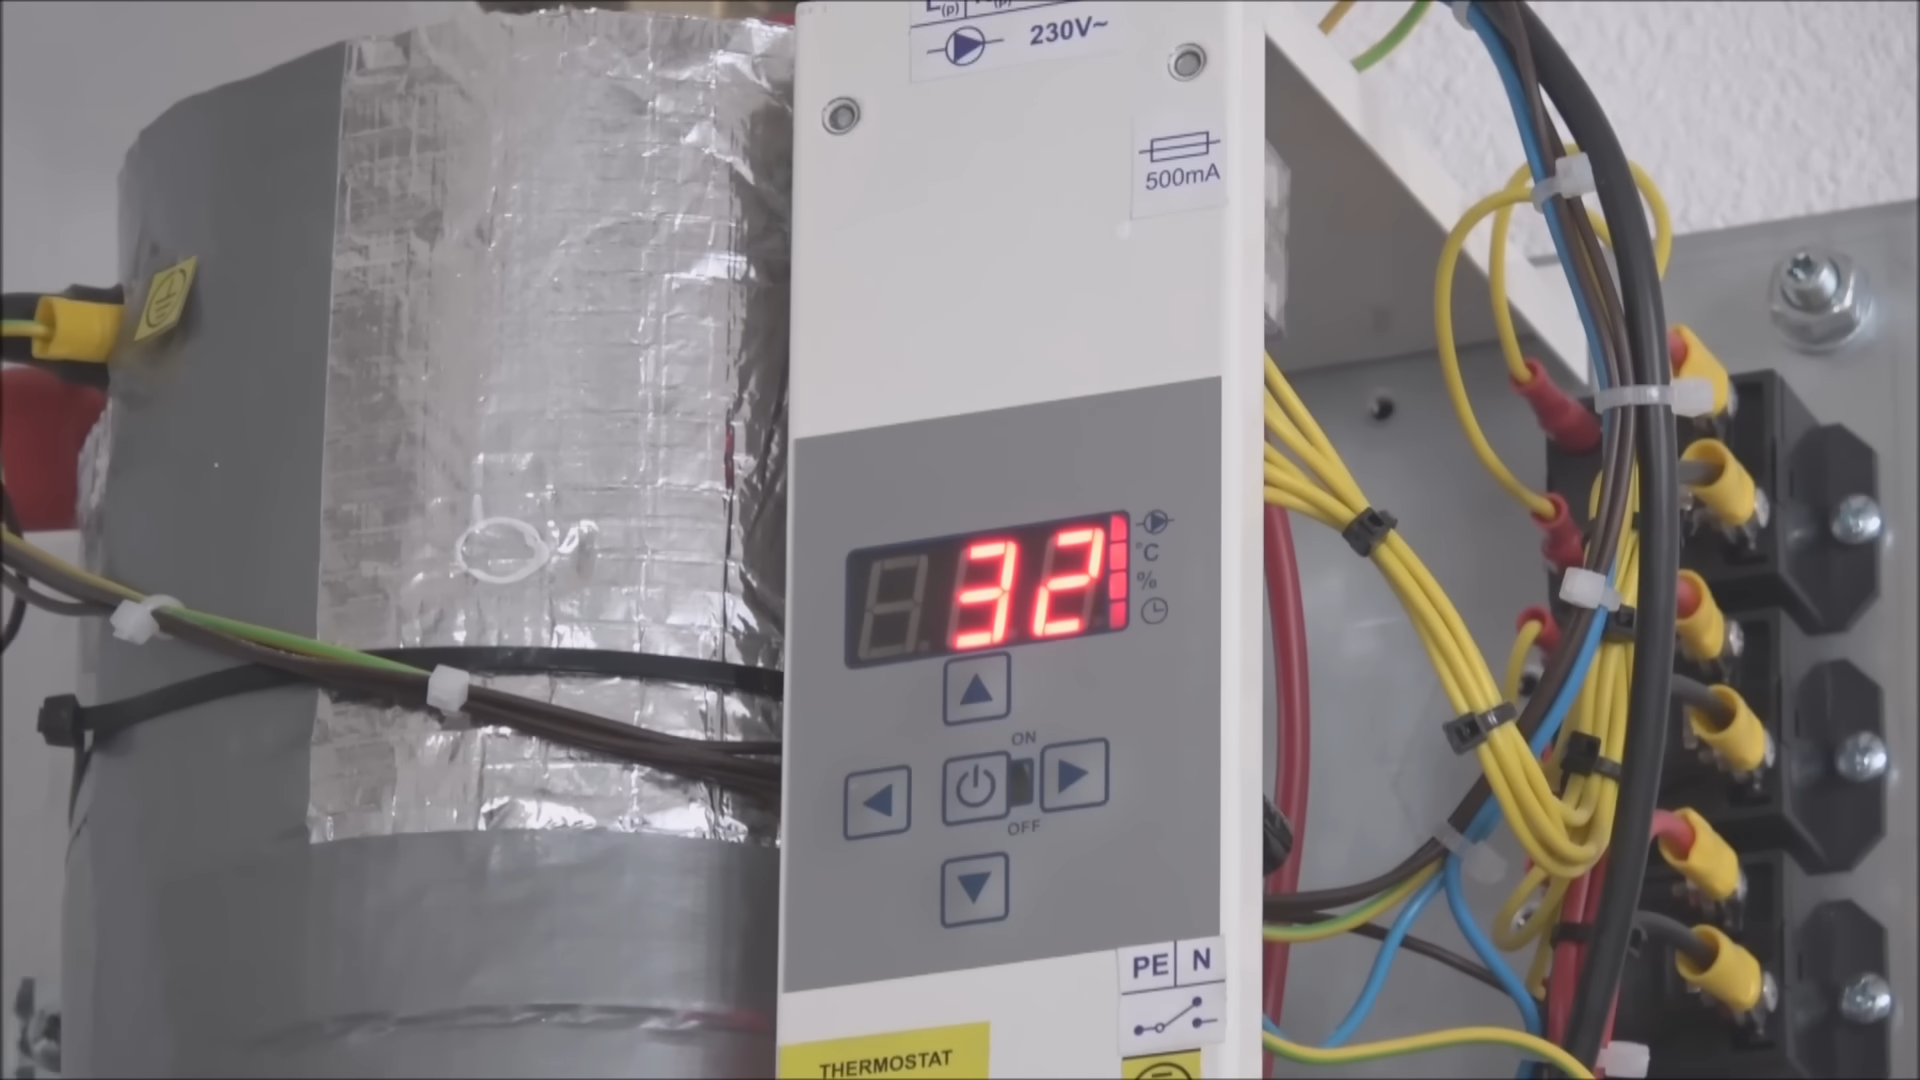 230V~
500mA
32
°C
%
ON
OFF
PE N
THERMOSTAT